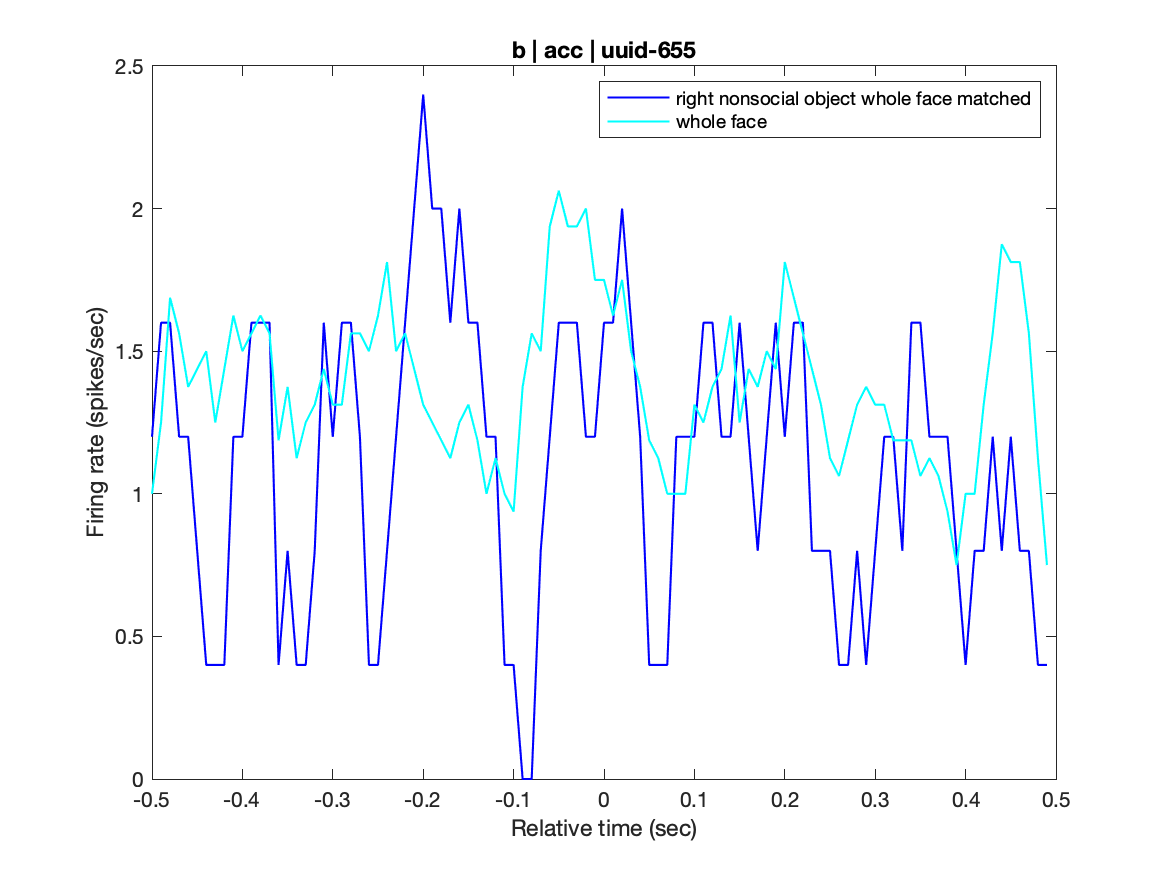 b | acc | uuid-655
right nonsocial object whole face matched
whole face
Firing rate (spikes/sec)
2.5
2
1.5
1
0.5
0
-0.5 -0.4 -0.3 -0.2 -0.1 0 0.1 0.2 0.3 0.4 0.5
Relative time (sec)